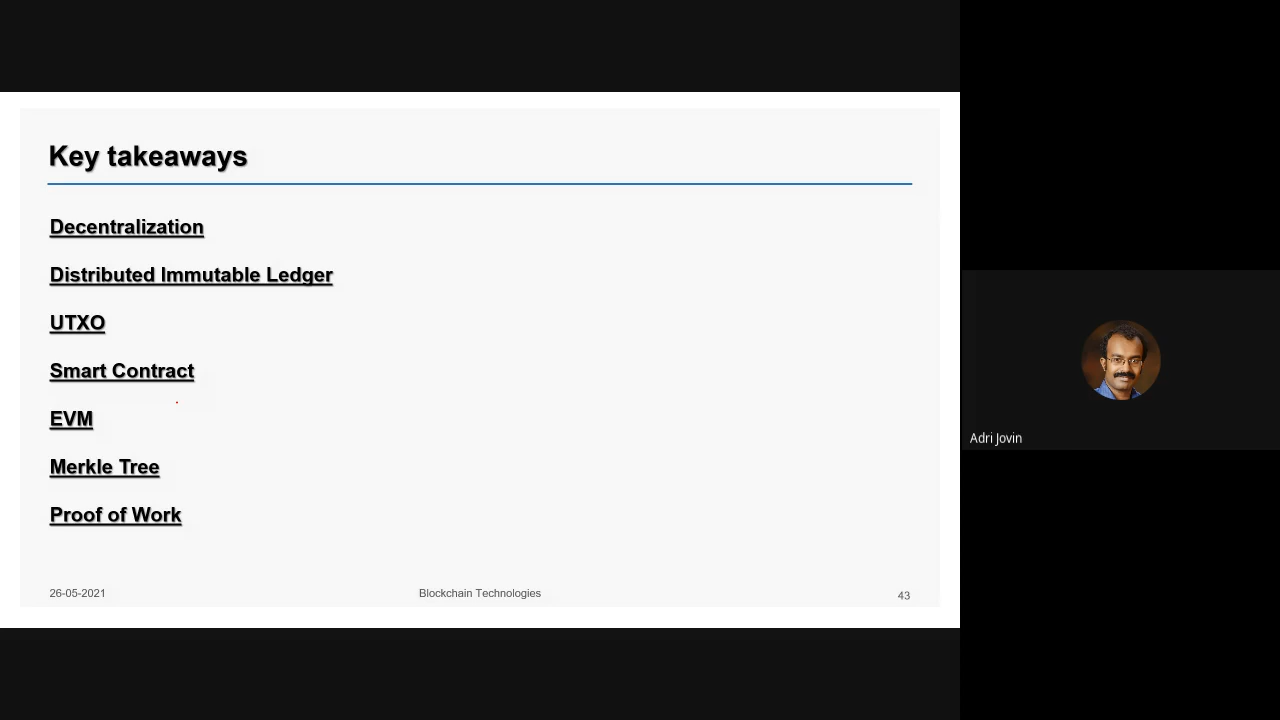 Key takeaways
Decentralization
Distributed Immutable Ledger
UTXO
Smart Contract
EVM
Merkle Tree
Proof of Work
26-05-2021
Blockchain Technologies
43
Adri Jovin